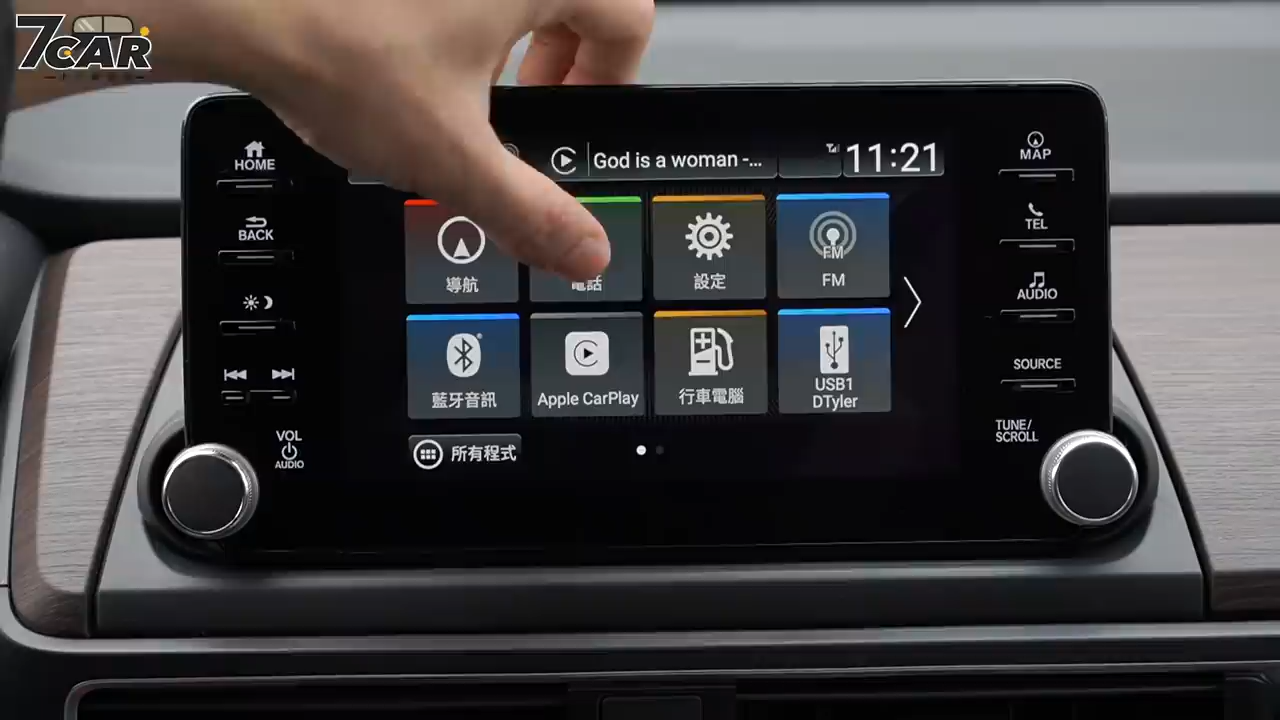 7CAR
HOME
God is a woman -...
11:21
MAP
BACK
TEL
導航
電話
設定
FM
FM
AUDIO
藍牙音訊
Apple CarPlay
行車電腦
USB1
DTyler
SOURCE
VOL
AUDIO
所有程式
TUNE/
SCROLL